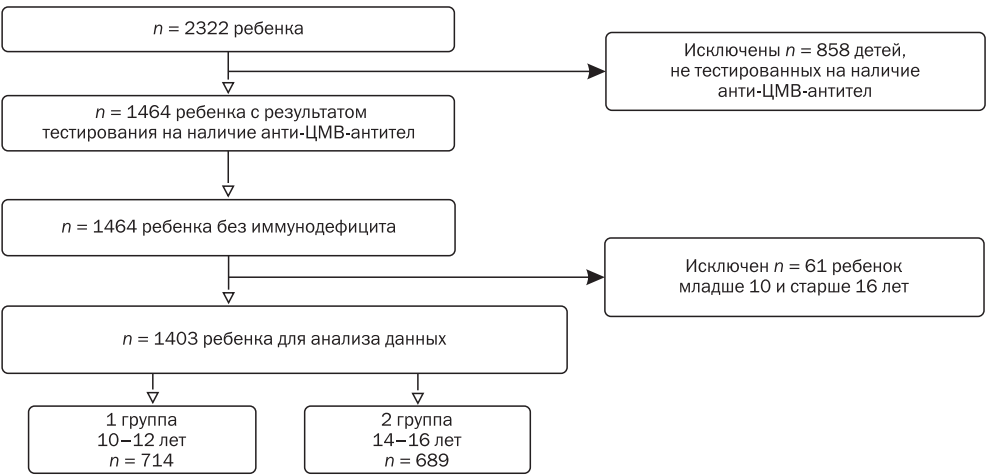 n = 2322 ребенка
Исключены n = 858 детей,
не тестированных на наличие
анти-ЦМВ-антител
n = 1464 ребенка с результатом
тестирования на наличие анти-ЦМВ-антител
n = 1464 ребенка без иммунодефицита
Исключен n = 61 ребенок
младше 10 и старше 16 лет
n = 1403 ребенка для анализа данных
1 группа
10–12 лет
n = 714
2 группа
14–16 лет
n = 689